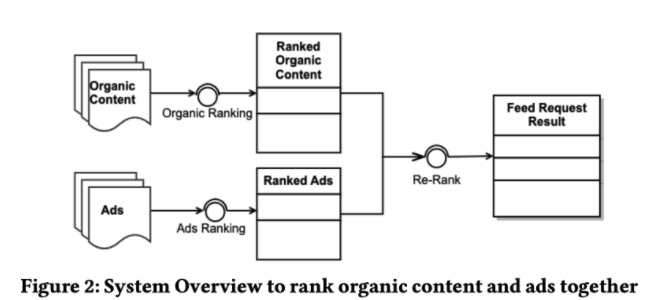 Organic
Content
Organic Ranking
Ranked
Organic
Content
Ads
Ads Ranking
Ranked Ads
Re-Rank
Feed Request
Result
Figure 2: System Overview to rank organic content and ads together